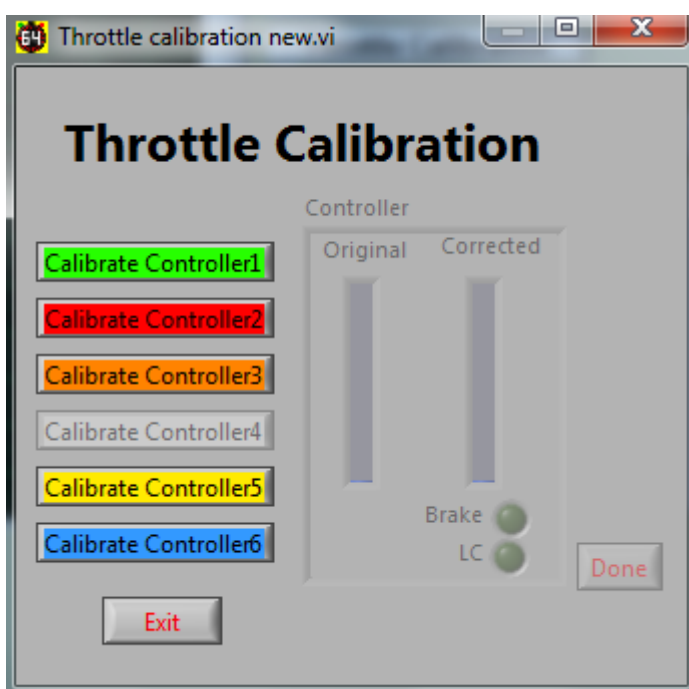 64 Throttle calibration new.vi
Throttle Calibration
Controller
Original Corrected
Calibrate Controller1
Calibrate Controller2
Calibrate Controller3
Calibrate Controller4
Calibrate Controller5
Calibrate Controller6
Brake
LC
Done
Exit